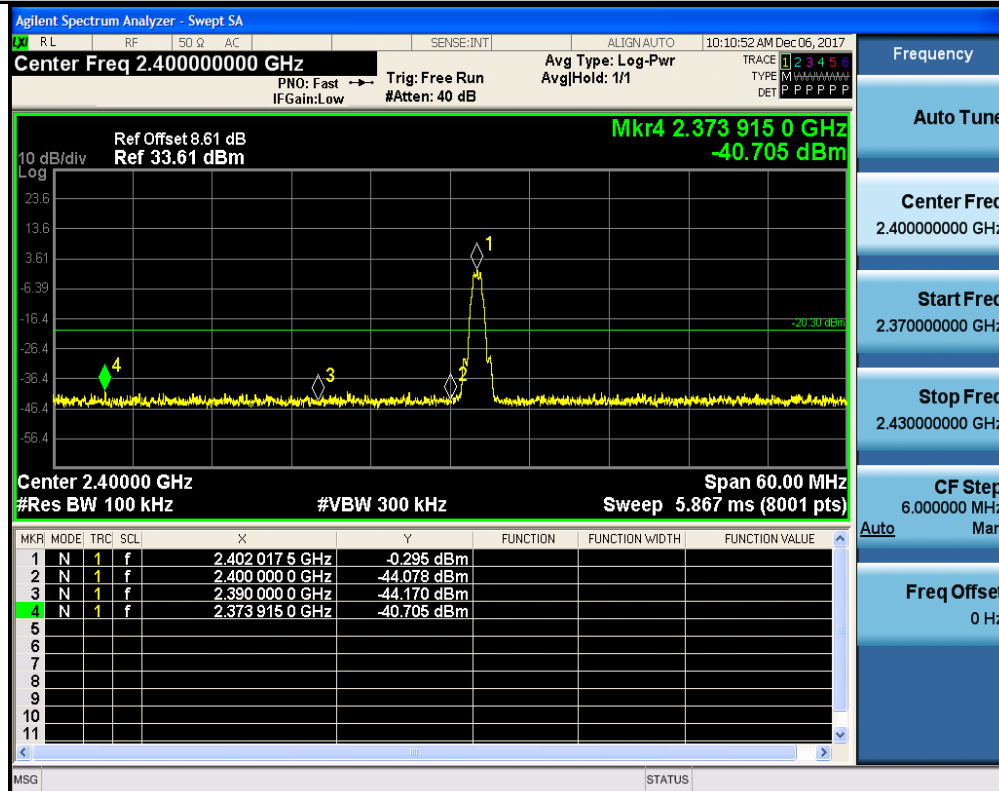 Agilent Spectrum Analyzer - Swept SA
LXI RL RF 50 Ω AC SENSE:INT ALIGN AUTO 10:10:52 AM Dec 06, 2017
Center Freq 2.400000000 GHz
PNO: Fast
IFGain:Low
Trig: Free Run
#Atten: 40 dB
Avg Type: Log-Pwr
Avg|Hold: 1/1
TRACE 1 2 3 4 5 6
TYPE M
DET P P P P P P
Frequency
Auto Tune
Center Freq
2.400000000 GHz
Start Freq
2.370000000 GHz
Stop Freq
2.430000000 GHz
CF Step
6.000000 MHz
Auto Man
Freq Offset
0 Hz
Ref Offset 8.61 dB
10 dB/div Ref 33.61 dBm
Log
Mkr4 2.373 915 0 GHz
-40.705 dBm
23.6
13.6
3.61
-6.39
-16.4
-26.4
-36.4
-46.4
-56.4
1
-20.30 dBm
4
3
2
Center 2.40000 GHz Span 60.00 MHz
#Res BW 100 kHz #VBW 300 kHz Sweep 5.867 ms (8001 pts)
MKR MODE TRC SCL X Y FUNCTION FUNCTION WIDTH FUNCTION VALUE
1 N 1 f 2.402 017 5 GHz -0.295 dBm
2 N 1 f 2.400 000 0 GHz -44.078 dBm
3 N 1 f 2.390 000 0 GHz -44.170 dBm
4 N 1 f 2.373 915 0 GHz -40.705 dBm
5
6
7
8
9
10
11
MSG STATUS